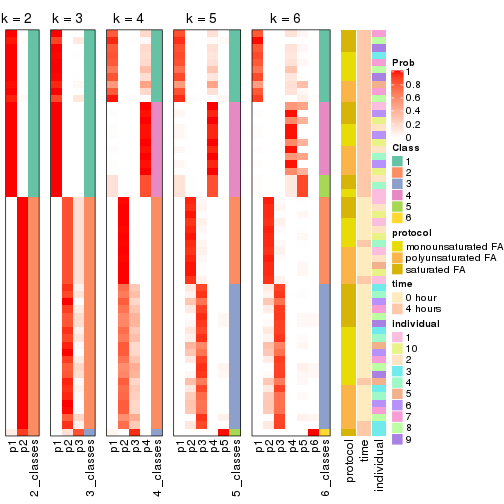 k = 2
k = 3
k = 4
k = 5
k = 6
Prob
1
0.8
0.6
0.4
0.2
0
Class
1
2
3
4
5
6
protocol
monounsaturated FA
polyunsaturated FA
saturated FA
time
0 hour
4 hours
individual
1
10
2
3
4
5
6
7
8
9
p1
p2
2_classes
p1
p2
p3
3_classes
p1
p2
p3
p4
4_classes
p1
p2
p3
p4
p5
5_classes
p1
p2
p3
p4
p5
p6
6_classes
protocol
time
individual